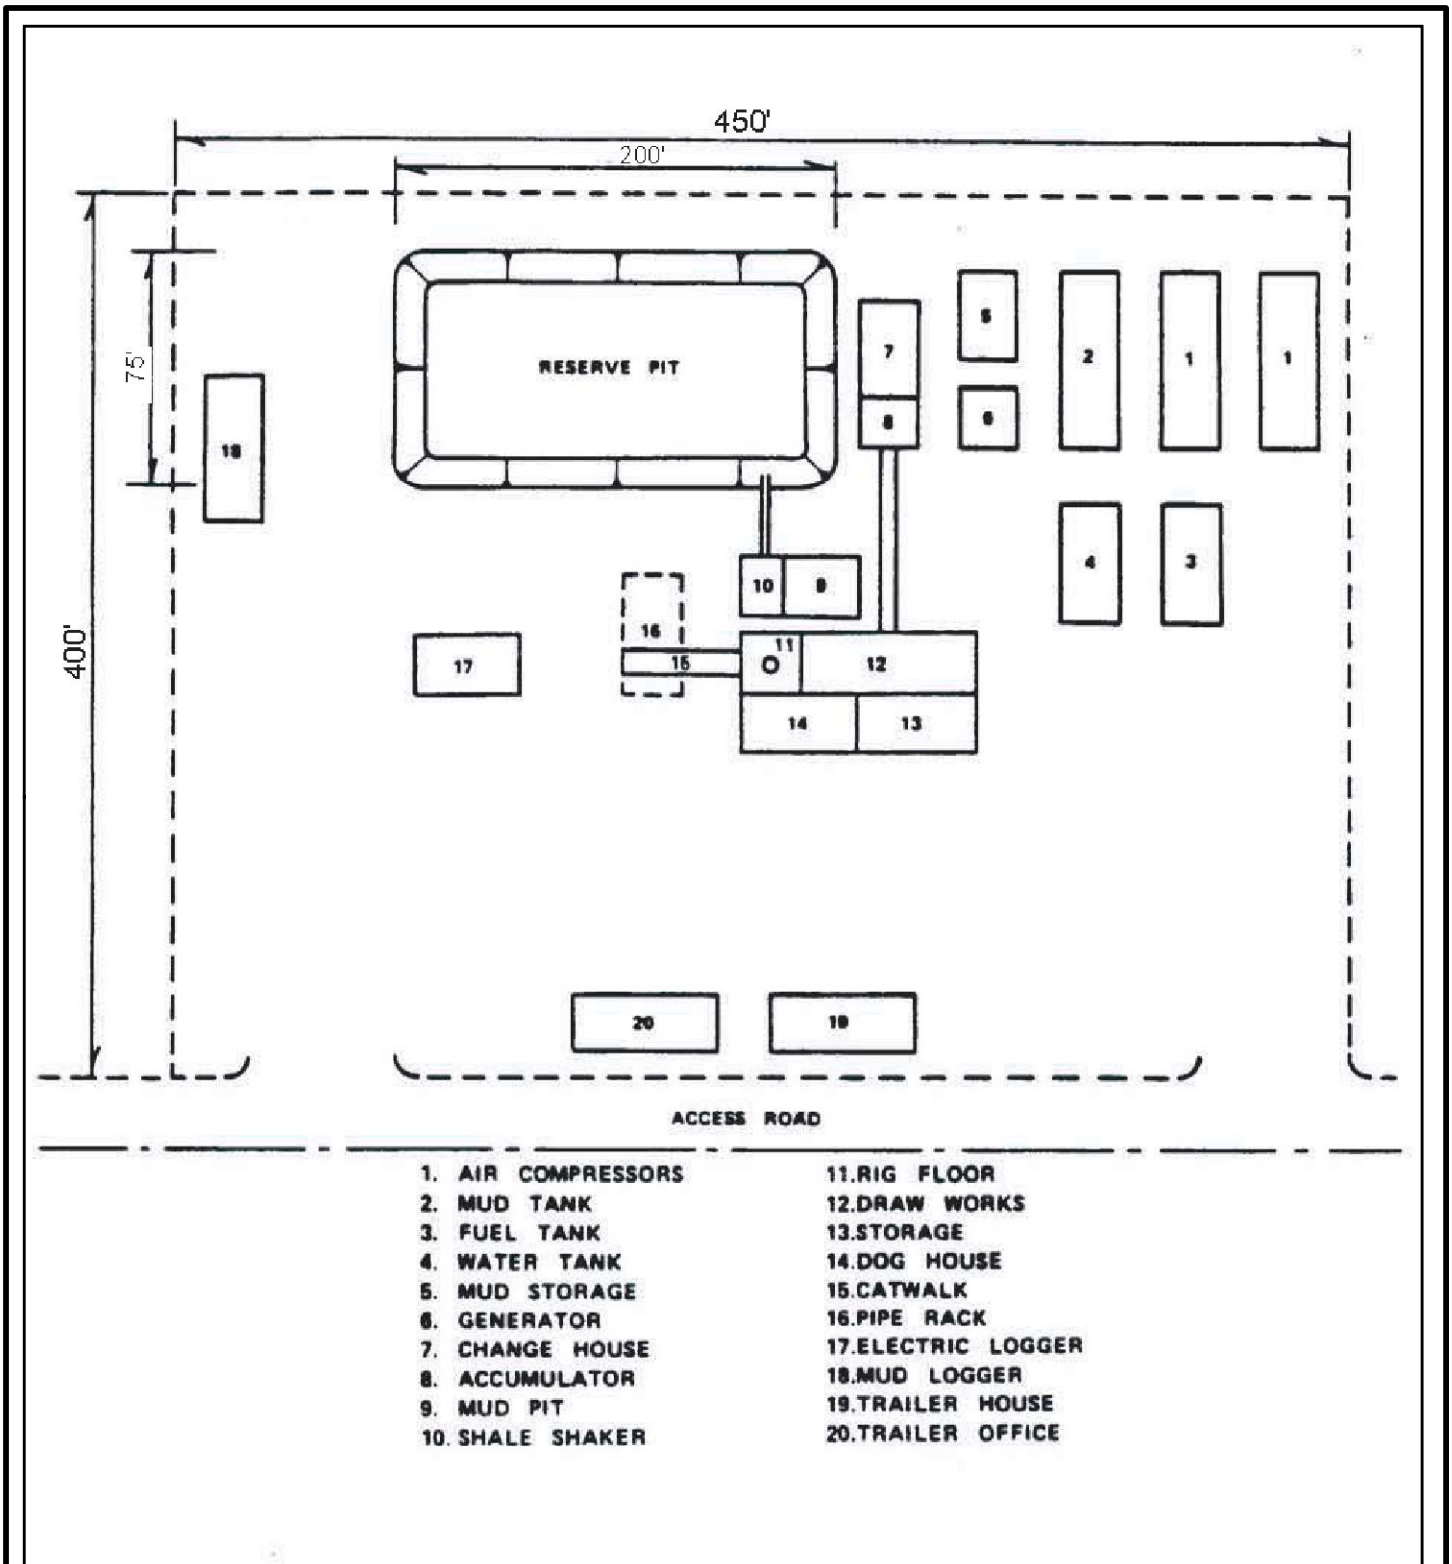 450'
200'
75'
400'
RESERVE PIT
5
7
2
1
1
8
6
18
4
3
10
9
16
11
17
15
12
14
13
20
19
ACCESS ROAD
1. AIR COMPRESSORS
2. MUD TANK
3. FUEL TANK
4. WATER TANK
5. MUD STORAGE
6. GENERATOR
7. CHANGE HOUSE
8. ACCUMULATOR
9. MUD PIT
10. SHALE SHAKER
11.RIG FLOOR
12.DRAW WORKS
13.STORAGE
14.DOG HOUSE
15.CATWALK
16.PIPE RACK
17.ELECTRIC LOGGER
18.MUD LOGGER
19.TRAILER HOUSE
20.TRAILER OFFICE